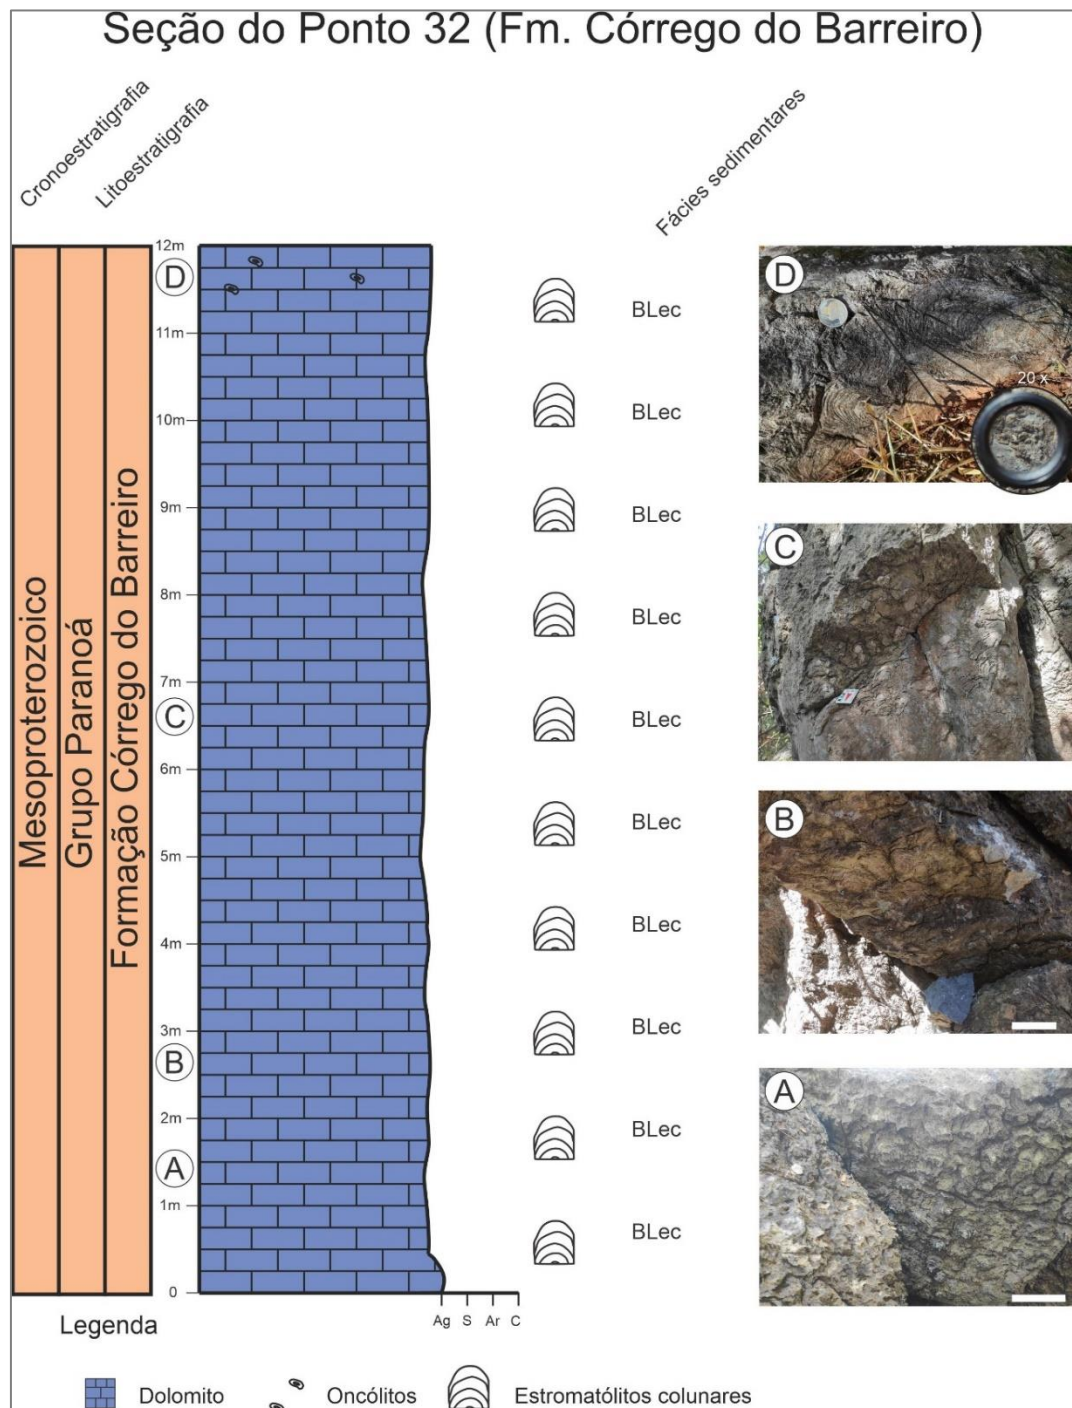 Seção do Ponto 32 (Fm. Córrego do Barreiro)
Cronoestratigrafia
Litoestratigrafia
Fácies sedimentares
Mesoproterozoico
Grupo Paranoá
Formação Córrego do Barreiro
12m
D
11m
10m
9m
8m
7m
C
6m
5m
4m
3m
B
2m
A
1m
0
Ag S Ar C
BLec
BLec
BLec
BLec
BLec
BLec
BLec
BLec
BLec
BLec
D
20 x
C
B
A
Legenda
Dolomito
Oncólitos
Estromatólitos colunares